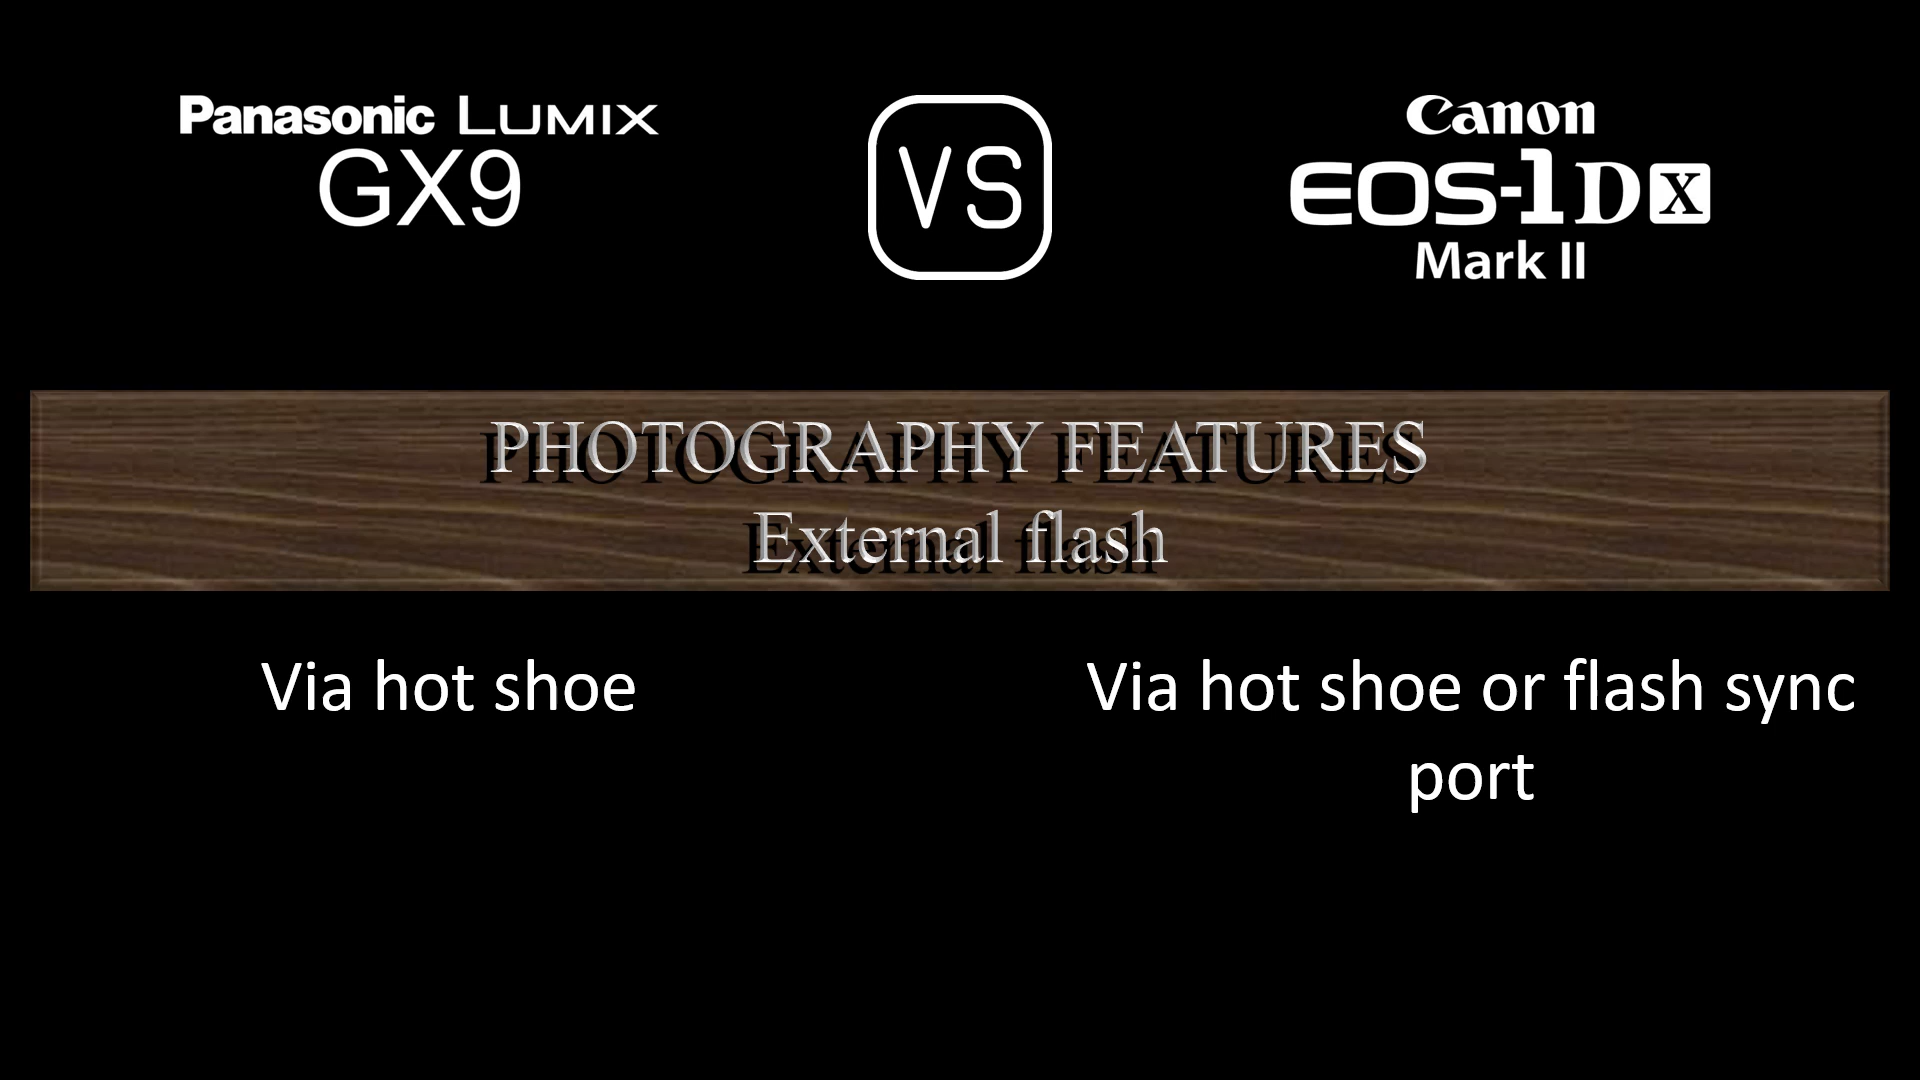 Panasonic LUMIX
GX9
VS
Canon
EOS-1D X
Mark II
PHOTOGRAPHY FEATURES
External flash
Via hot shoe
Via hot shoe or flash sync
port